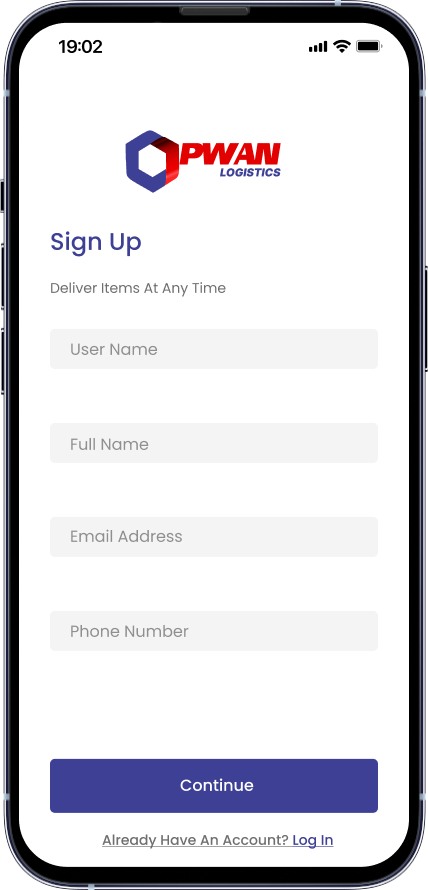 19:02
PWAN
LOGISTICS
Sign Up
Deliver Items At Any Time
User Name
Full Name
Email Address
Phone Number
Continue
Already Have An Account? Log In